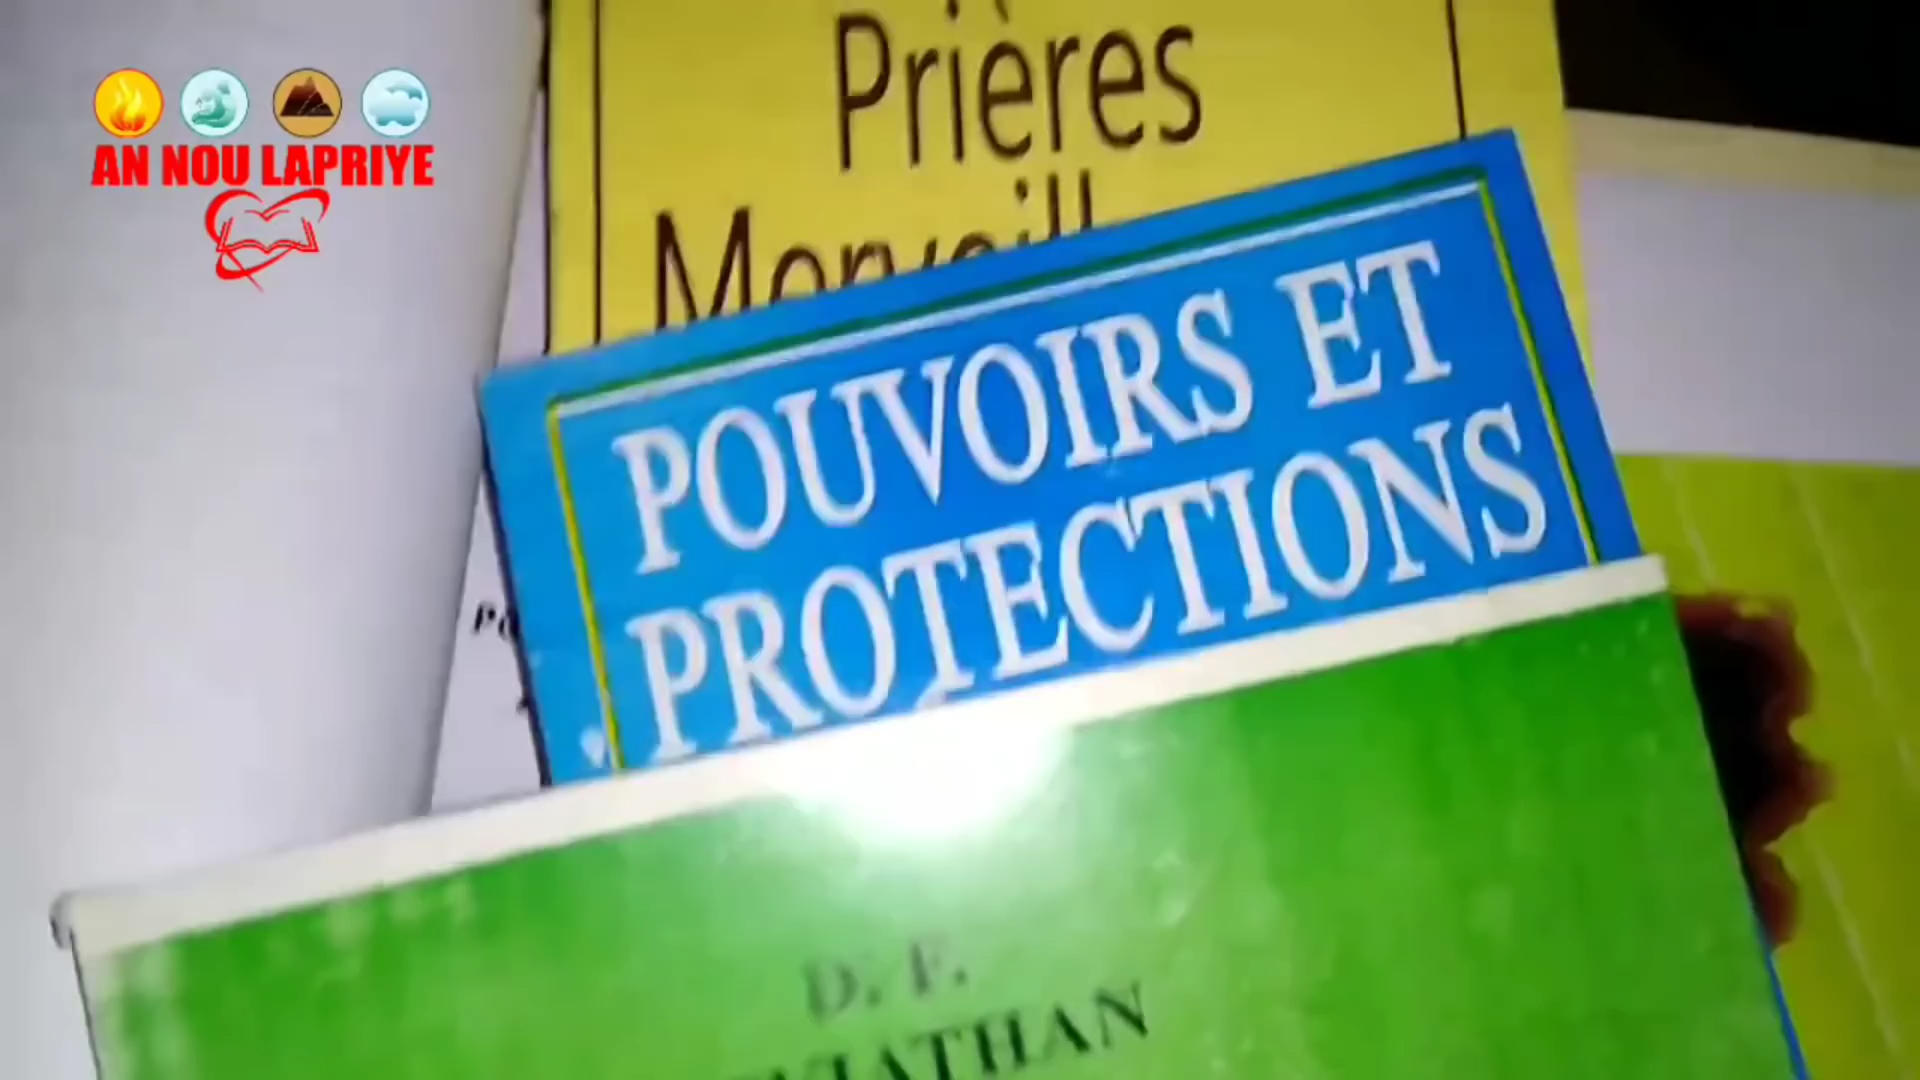 AN NOU LAPRIYE
Prières
POUVOIRS ET
PROTECTIONS
D. F.